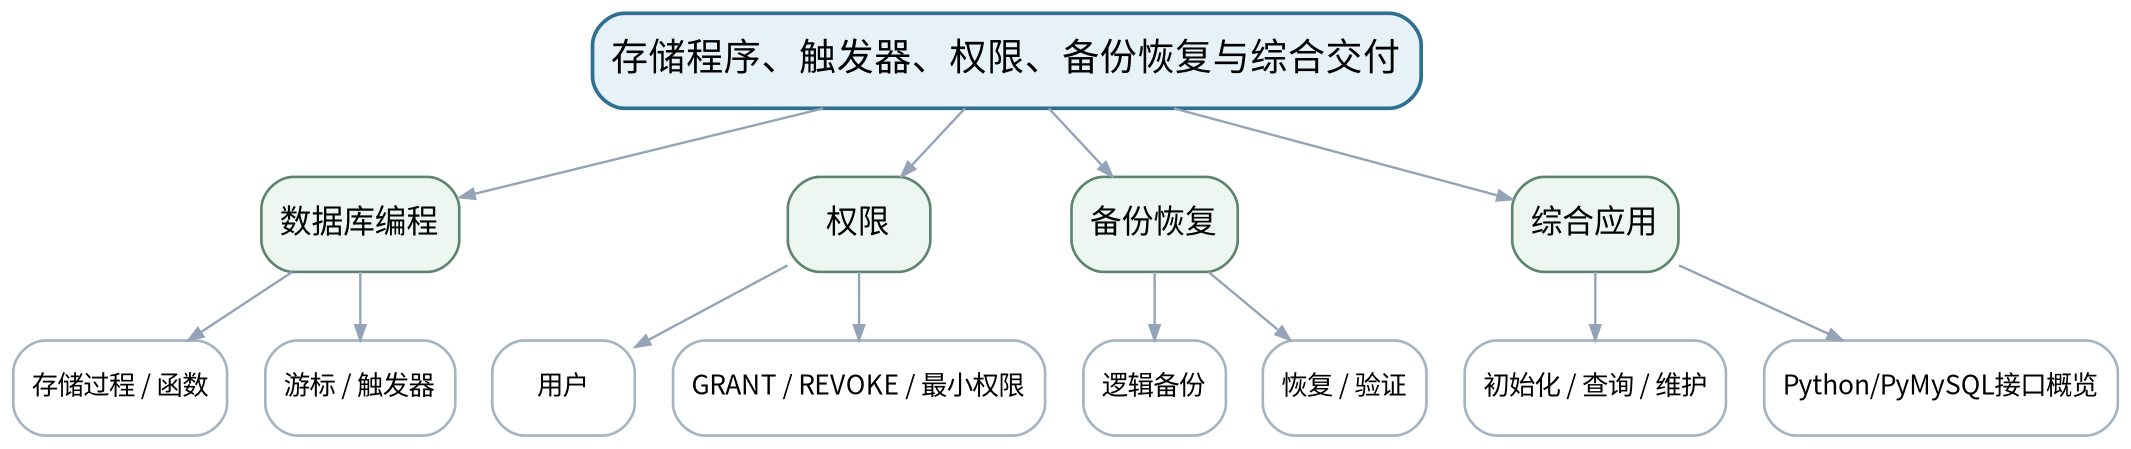 存储程序、触发器、权限、备份恢复与综合交付
数据库编程
权限
备份恢复
综合应用
存储过程 / 函数
游标 / 触发器
用户
GRANT / REVOKE / 最小权限
逻辑备份
恢复 / 验证
初始化 / 查询 / 维护
Python/PyMySQL接口概览